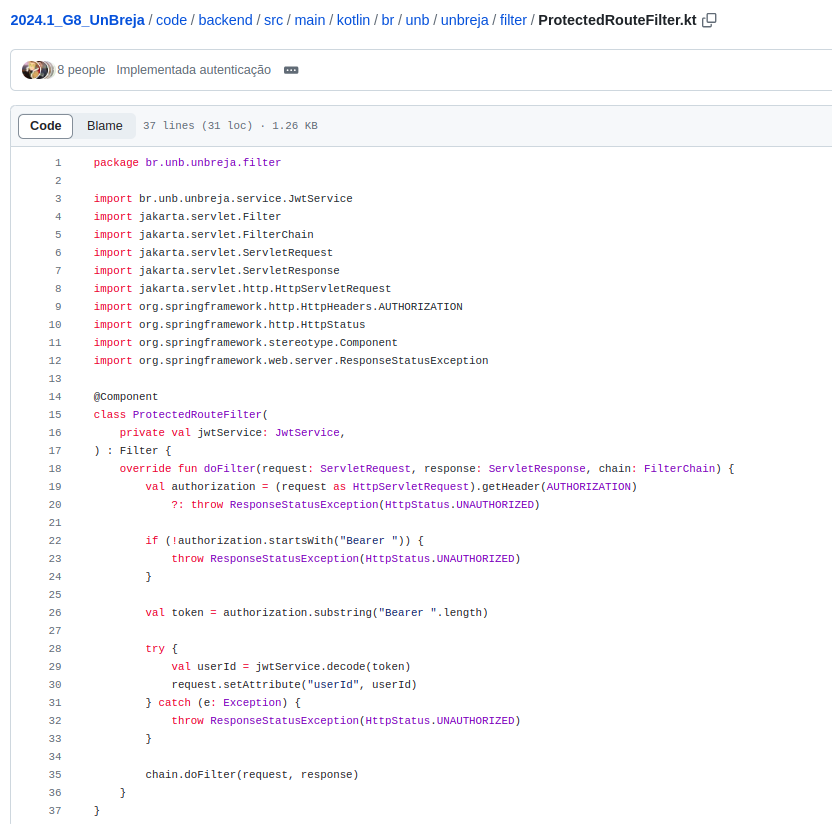 2024.1_G8_UnBreja / code / backend / src / main / kotlin / br / unb / unbreja / filter / ProtectedRouteFilter.kt
8 people Implementada autenticação
Code Blame 37 lines (31 loc) · 1.26 KB
1 package br.unb.unbreja.filter
2
3 import br.unb.unbreja.service.JwtService
4 import jakarta.servlet.Filter
5 import jakarta.servlet.FilterChain
6 import jakarta.servlet.ServletRequest
7 import jakarta.servlet.ServletResponse
8 import jakarta.servlet.http.HttpServletRequest
9 import org.springframework.http.HttpHeaders.AUTHORIZATION
10 import org.springframework.http.HttpStatus
11 import org.springframework.stereotype.Component
12 import org.springframework.web.server.ResponseStatusException
13
14 @Component
15 class ProtectedRouteFilter(
16     private val jwtService: JwtService,
17 ) : Filter {
18     override fun doFilter(request: ServletRequest, response: ServletResponse, chain: FilterChain) {
19         val authorization = (request as HttpServletRequest).getHeader(AUTHORIZATION)
20             ?: throw ResponseStatusException(HttpStatus.UNAUTHORIZED)
21
22         if (!authorization.startsWith("Bearer ")) {
23             throw ResponseStatusException(HttpStatus.UNAUTHORIZED)
24         }
25
26         val token = authorization.substring("Bearer ".length)
27
28         try {
29             val userId = jwtService.decode(token)
30             request.setAttribute("userId", userId)
31         } catch (e: Exception) {
32             throw ResponseStatusException(HttpStatus.UNAUTHORIZED)
33         }
34
35         chain.doFilter(request, response)
36     }
37 }